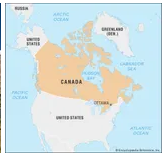 RUSSIA
ARCTIC
OCEAN
GREENLAND
(DEN.)
UNITED
STATES
LABRADOR
SEA
PACIFIC
OCEAN
CANADA
HUDSON
BAY
OTTAWA
UNITED STATES
ATLANTIC
OCEAN